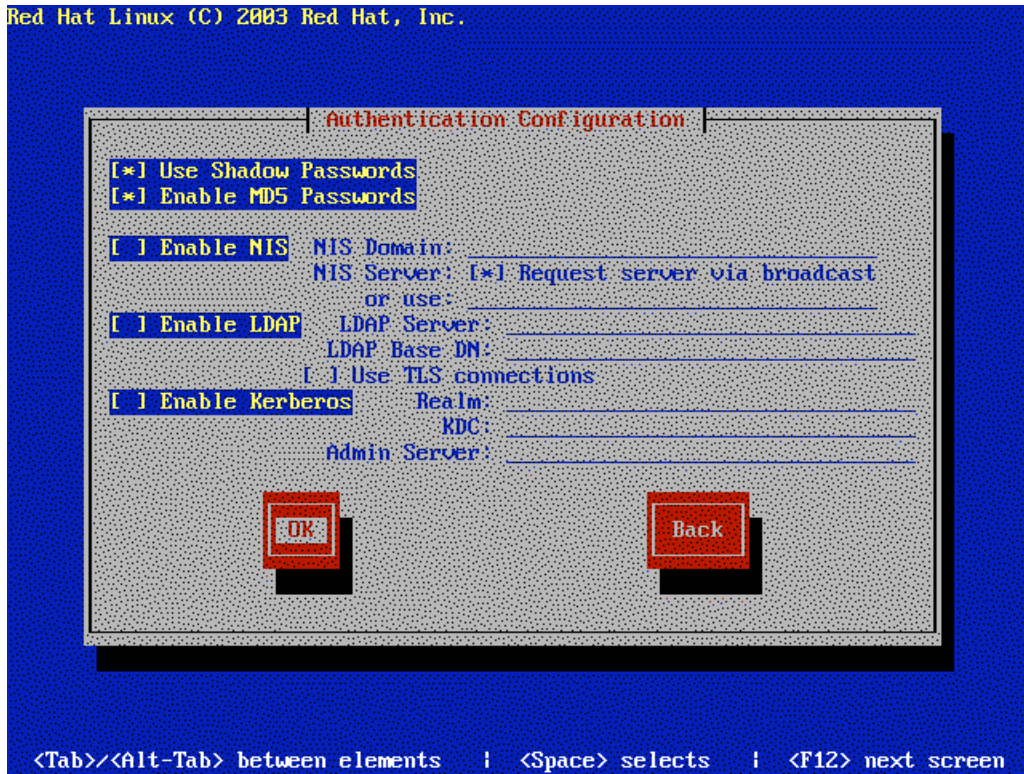 Red Hat Linux (C) 2003 Red Hat, Inc.
Authentication Configuration
[*] Use Shadow Passwords
[*] Enable MD5 Passwords
[ ] Enable NIS NIS Domain:
NIS Server: [*] Request server via broadcast
or use:
[ ] Enable LDAP LDAP Server:
LDAP Base DN:
[ ] Use TLS connections
[ ] Enable Kerberos Realm:
KDC:
Admin Server:
OK Back
<Tab>/<Alt-Tab> between elements | <Space> selects | <F12> next screen